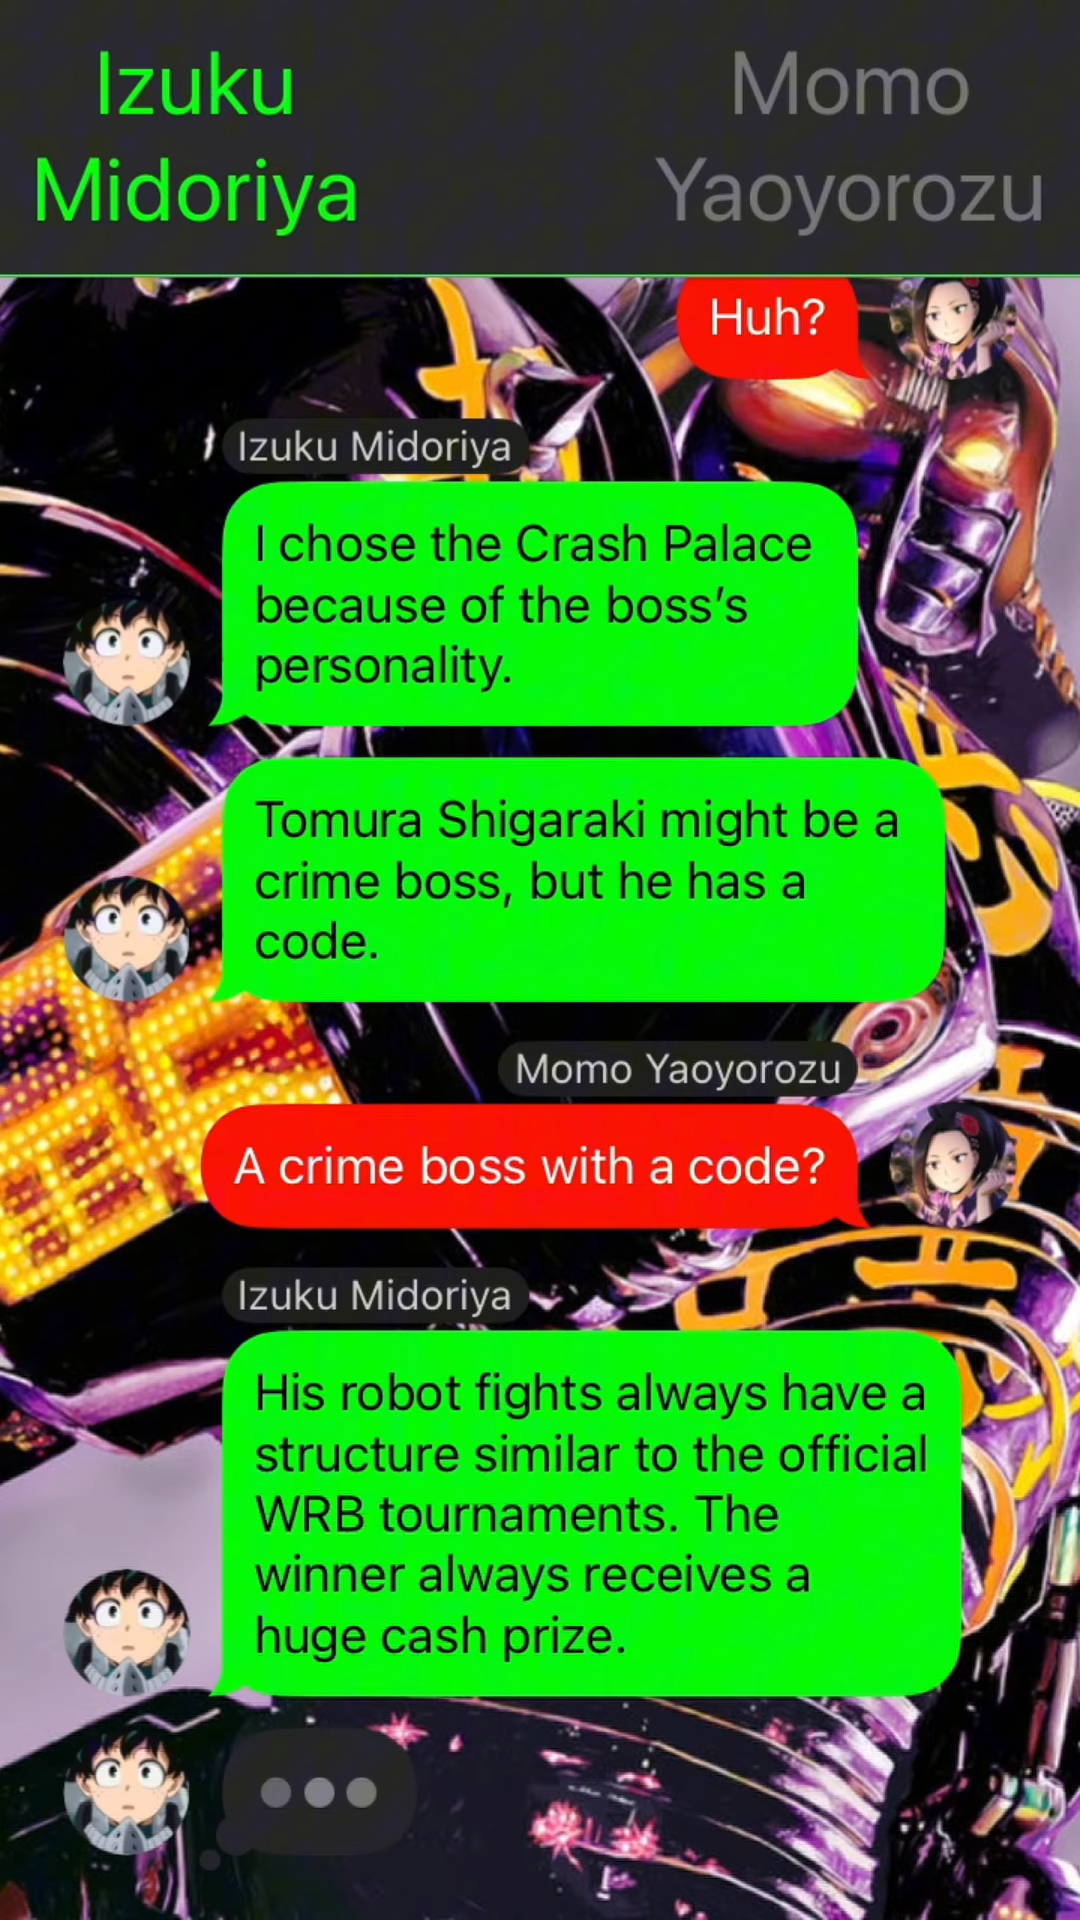 Izuku
Midoriya
Momo
Yaoyorozu
Huh?
Izuku Midoriya
I chose the Crash Palace
because of the boss’s
personality.
Tomura Shigaraki might be a
crime boss, but he has a
code.
Momo Yaoyorozu
A crime boss with a code?
Izuku Midoriya
His robot fights always have a
structure similar to the official
WRB tournaments. The
winner always receives a
huge cash prize.